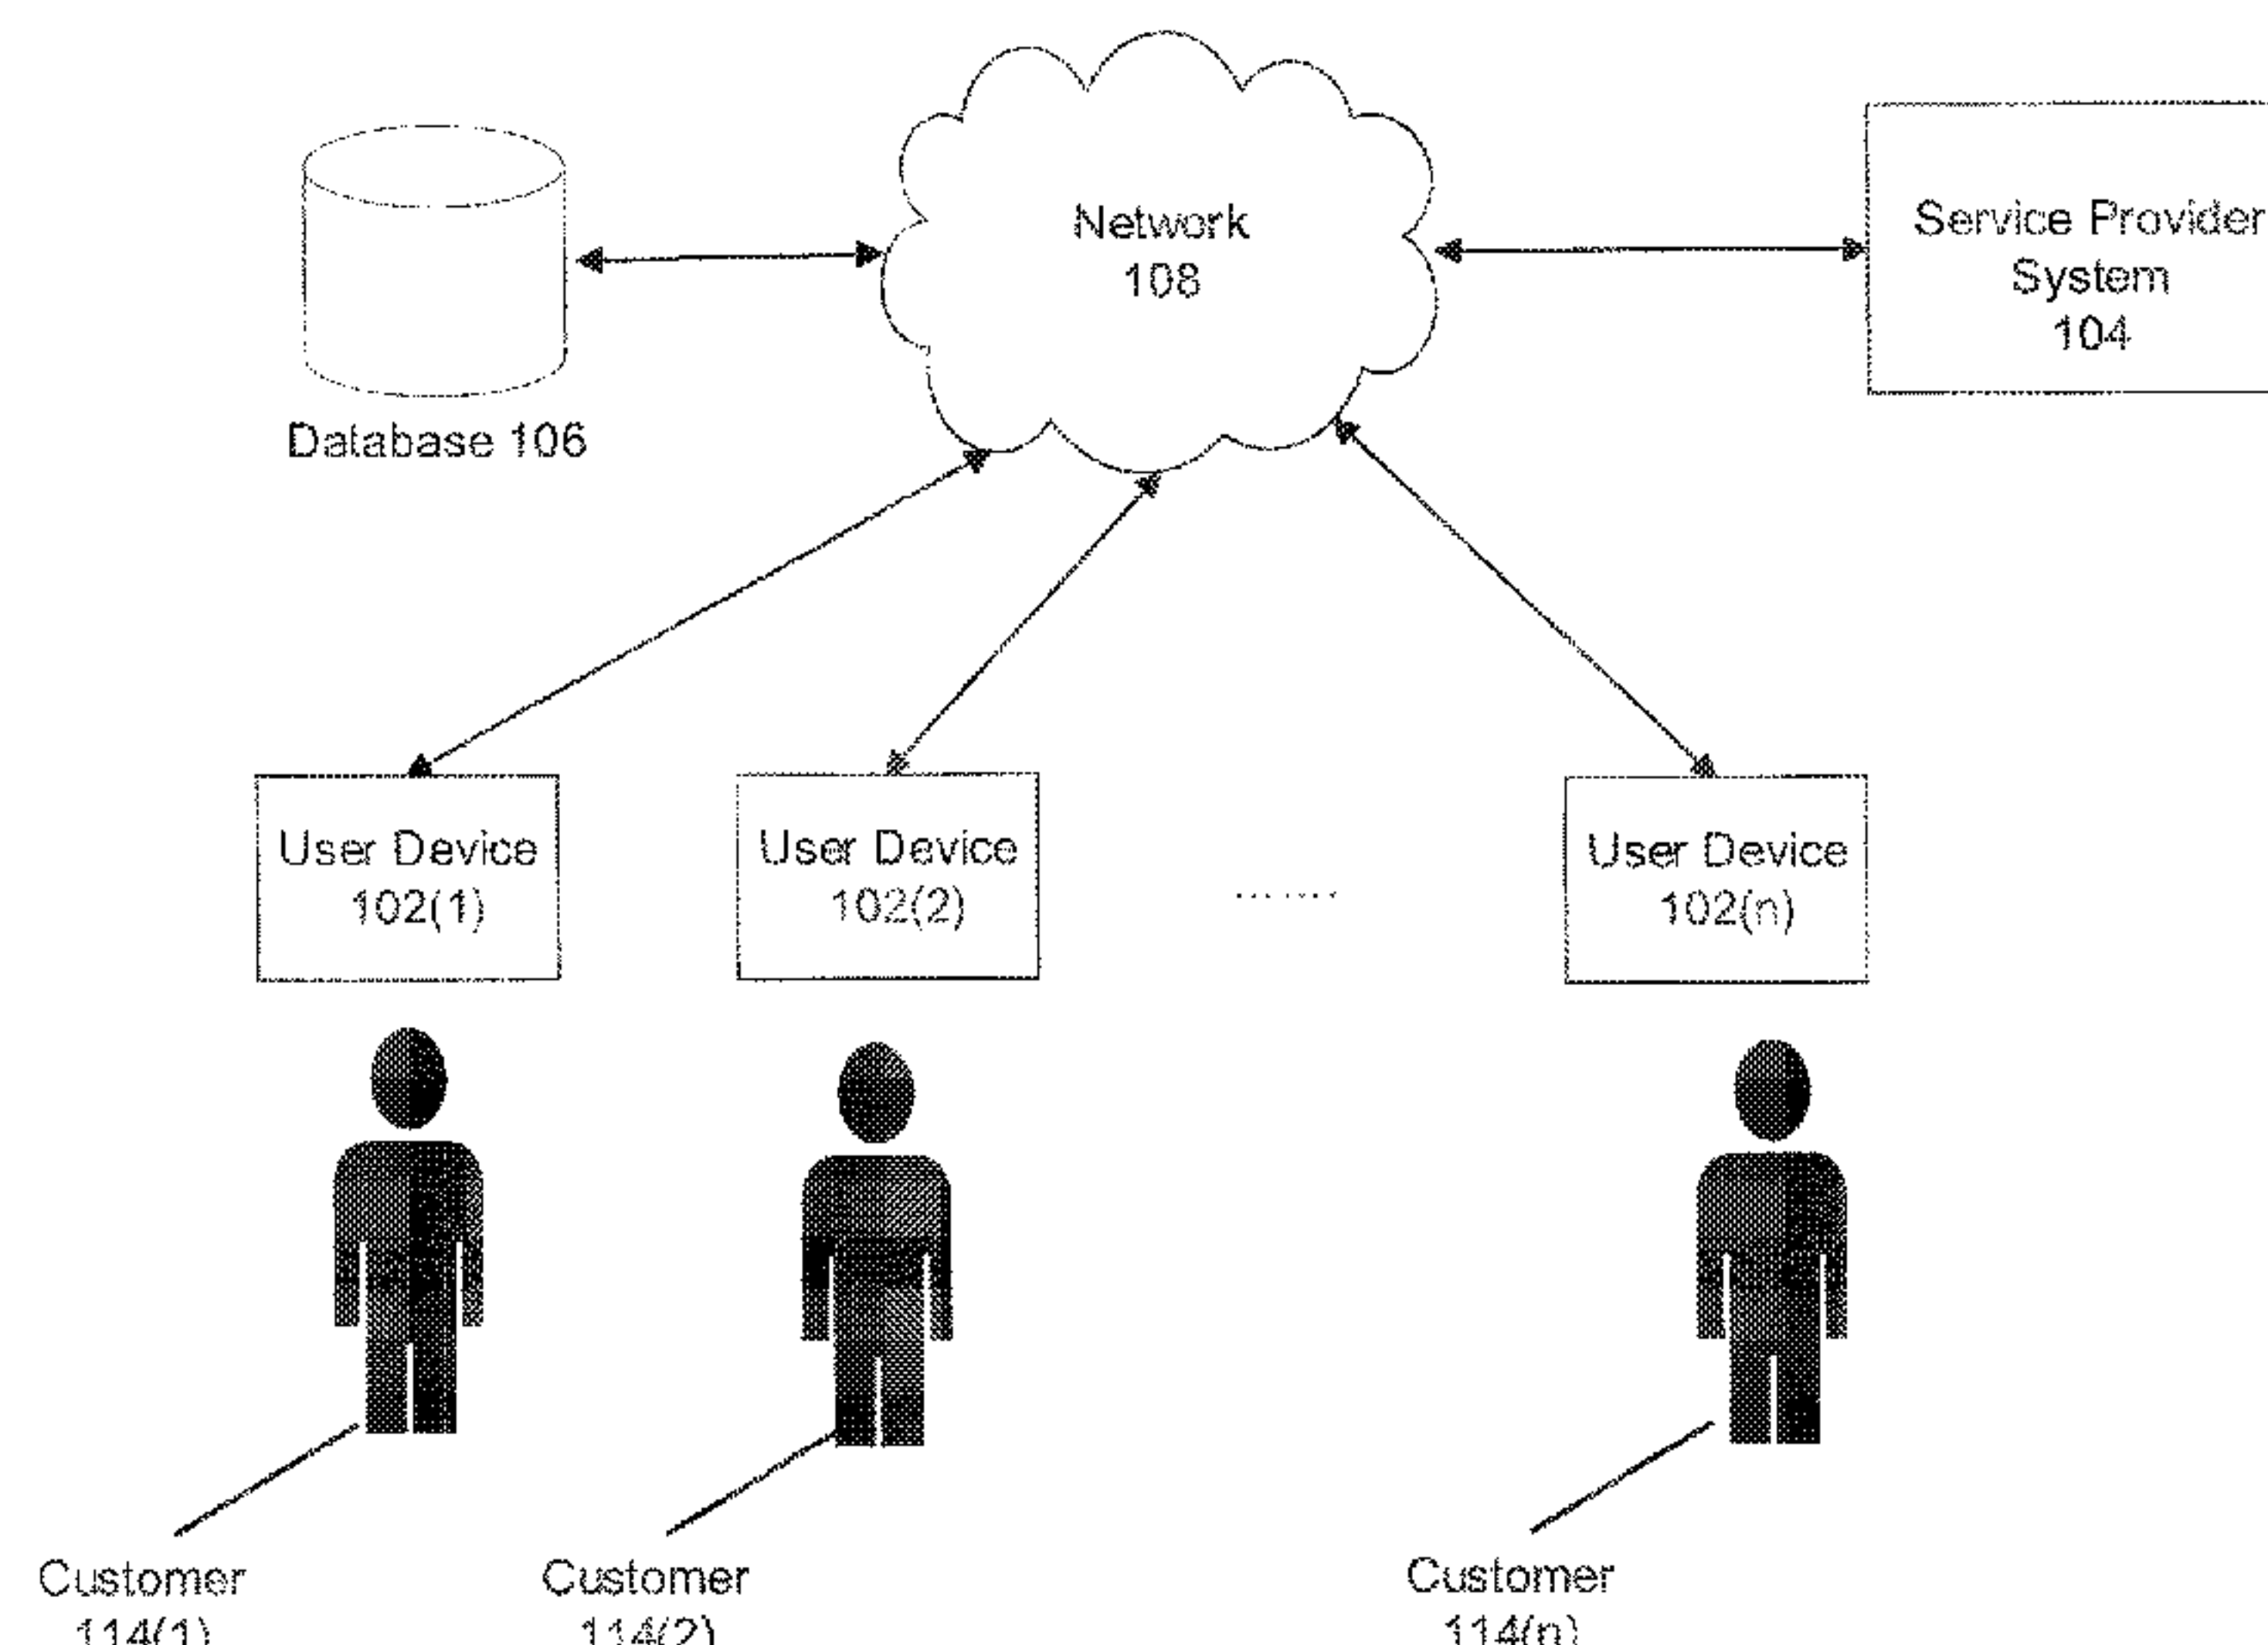 Network
108
Service Provider
System
104
Database 106
User Device
102(1)
User Device
102(2)
.......
User Device
102(n)
Customer
114(1)
Customer
114(2)
Customer
114(n)